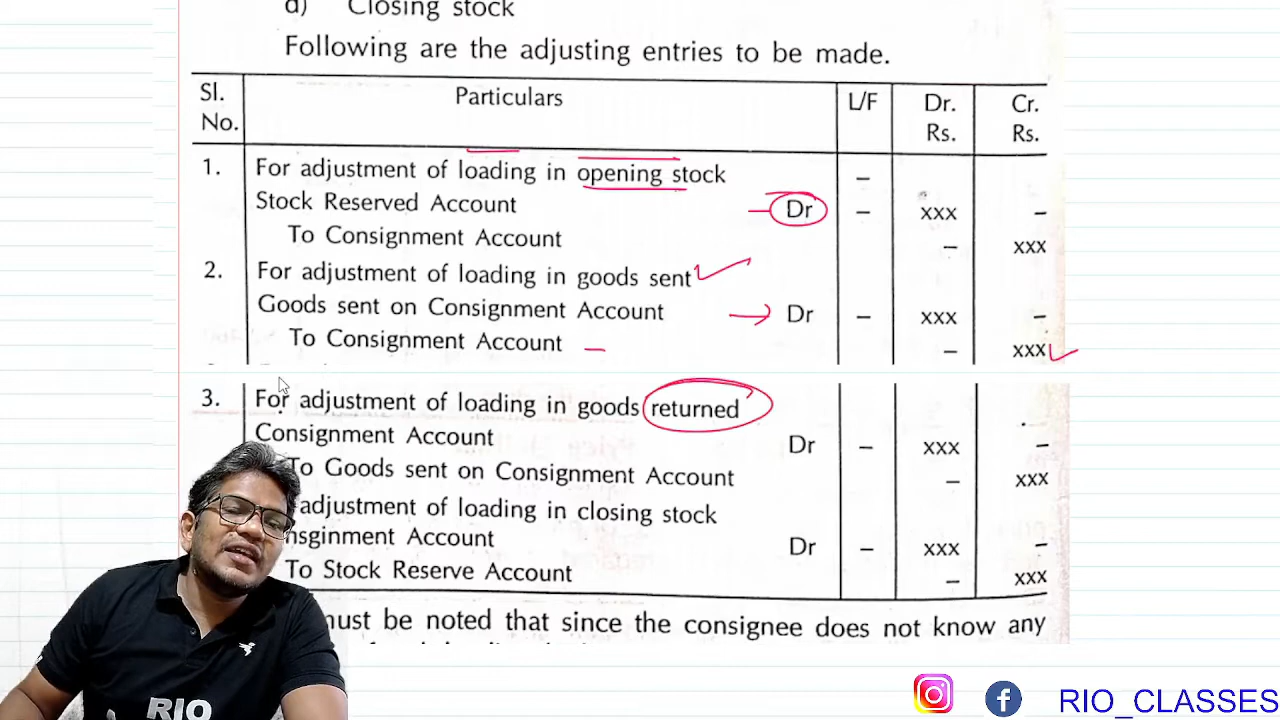 d) Closing stock
Following are the adjusting entries to be made.
Sl. No. Particulars L/F Dr. Rs. Cr. Rs.
1. For adjustment of loading in opening stock –
Stock Reserved Account Dr – xxx –
To Consignment Account – xxx
2. For adjustment of loading in goods sent
Goods sent on Consignment Account Dr – xxx –
To Consignment Account – xxx
3. For adjustment of loading in goods returned
Consignment Account Dr – xxx –
To Goods sent on Consignment Account – xxx
adjustment of loading in closing stock
nsginment Account Dr – xxx –
To Stock Reserve Account – xxx
must be noted that since the consignee does not know any
RIO
RIO_CLASSES